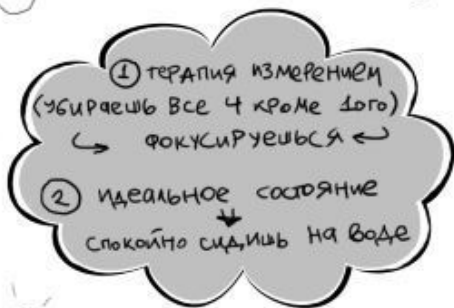 ① терапия измерением
(убираешь все 4 кроме 1ого)
↳ фокусируешься ↵
② идеальное состояние
↓
спокойно сидишь на воде